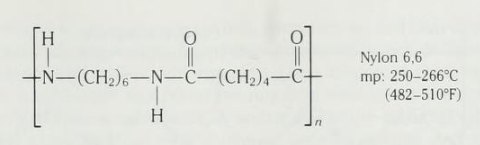 H O O
N—(CH₂)₆—N—C—(CH₂)₄—C
H
n
Nylon 6,6
mp: 250–266°C
(482–510°F)